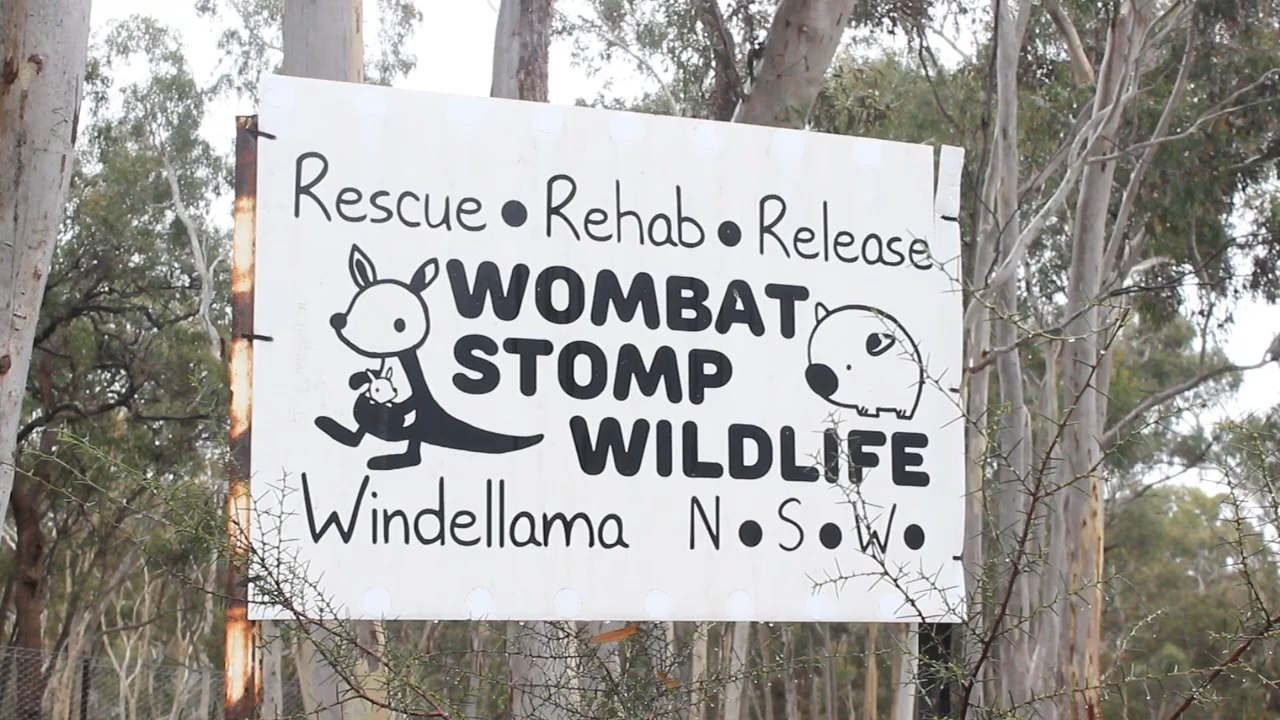 Rescue • Rehab • Release
WOMBAT
STOMP
WILDLIFE
Windellama N•S•W•